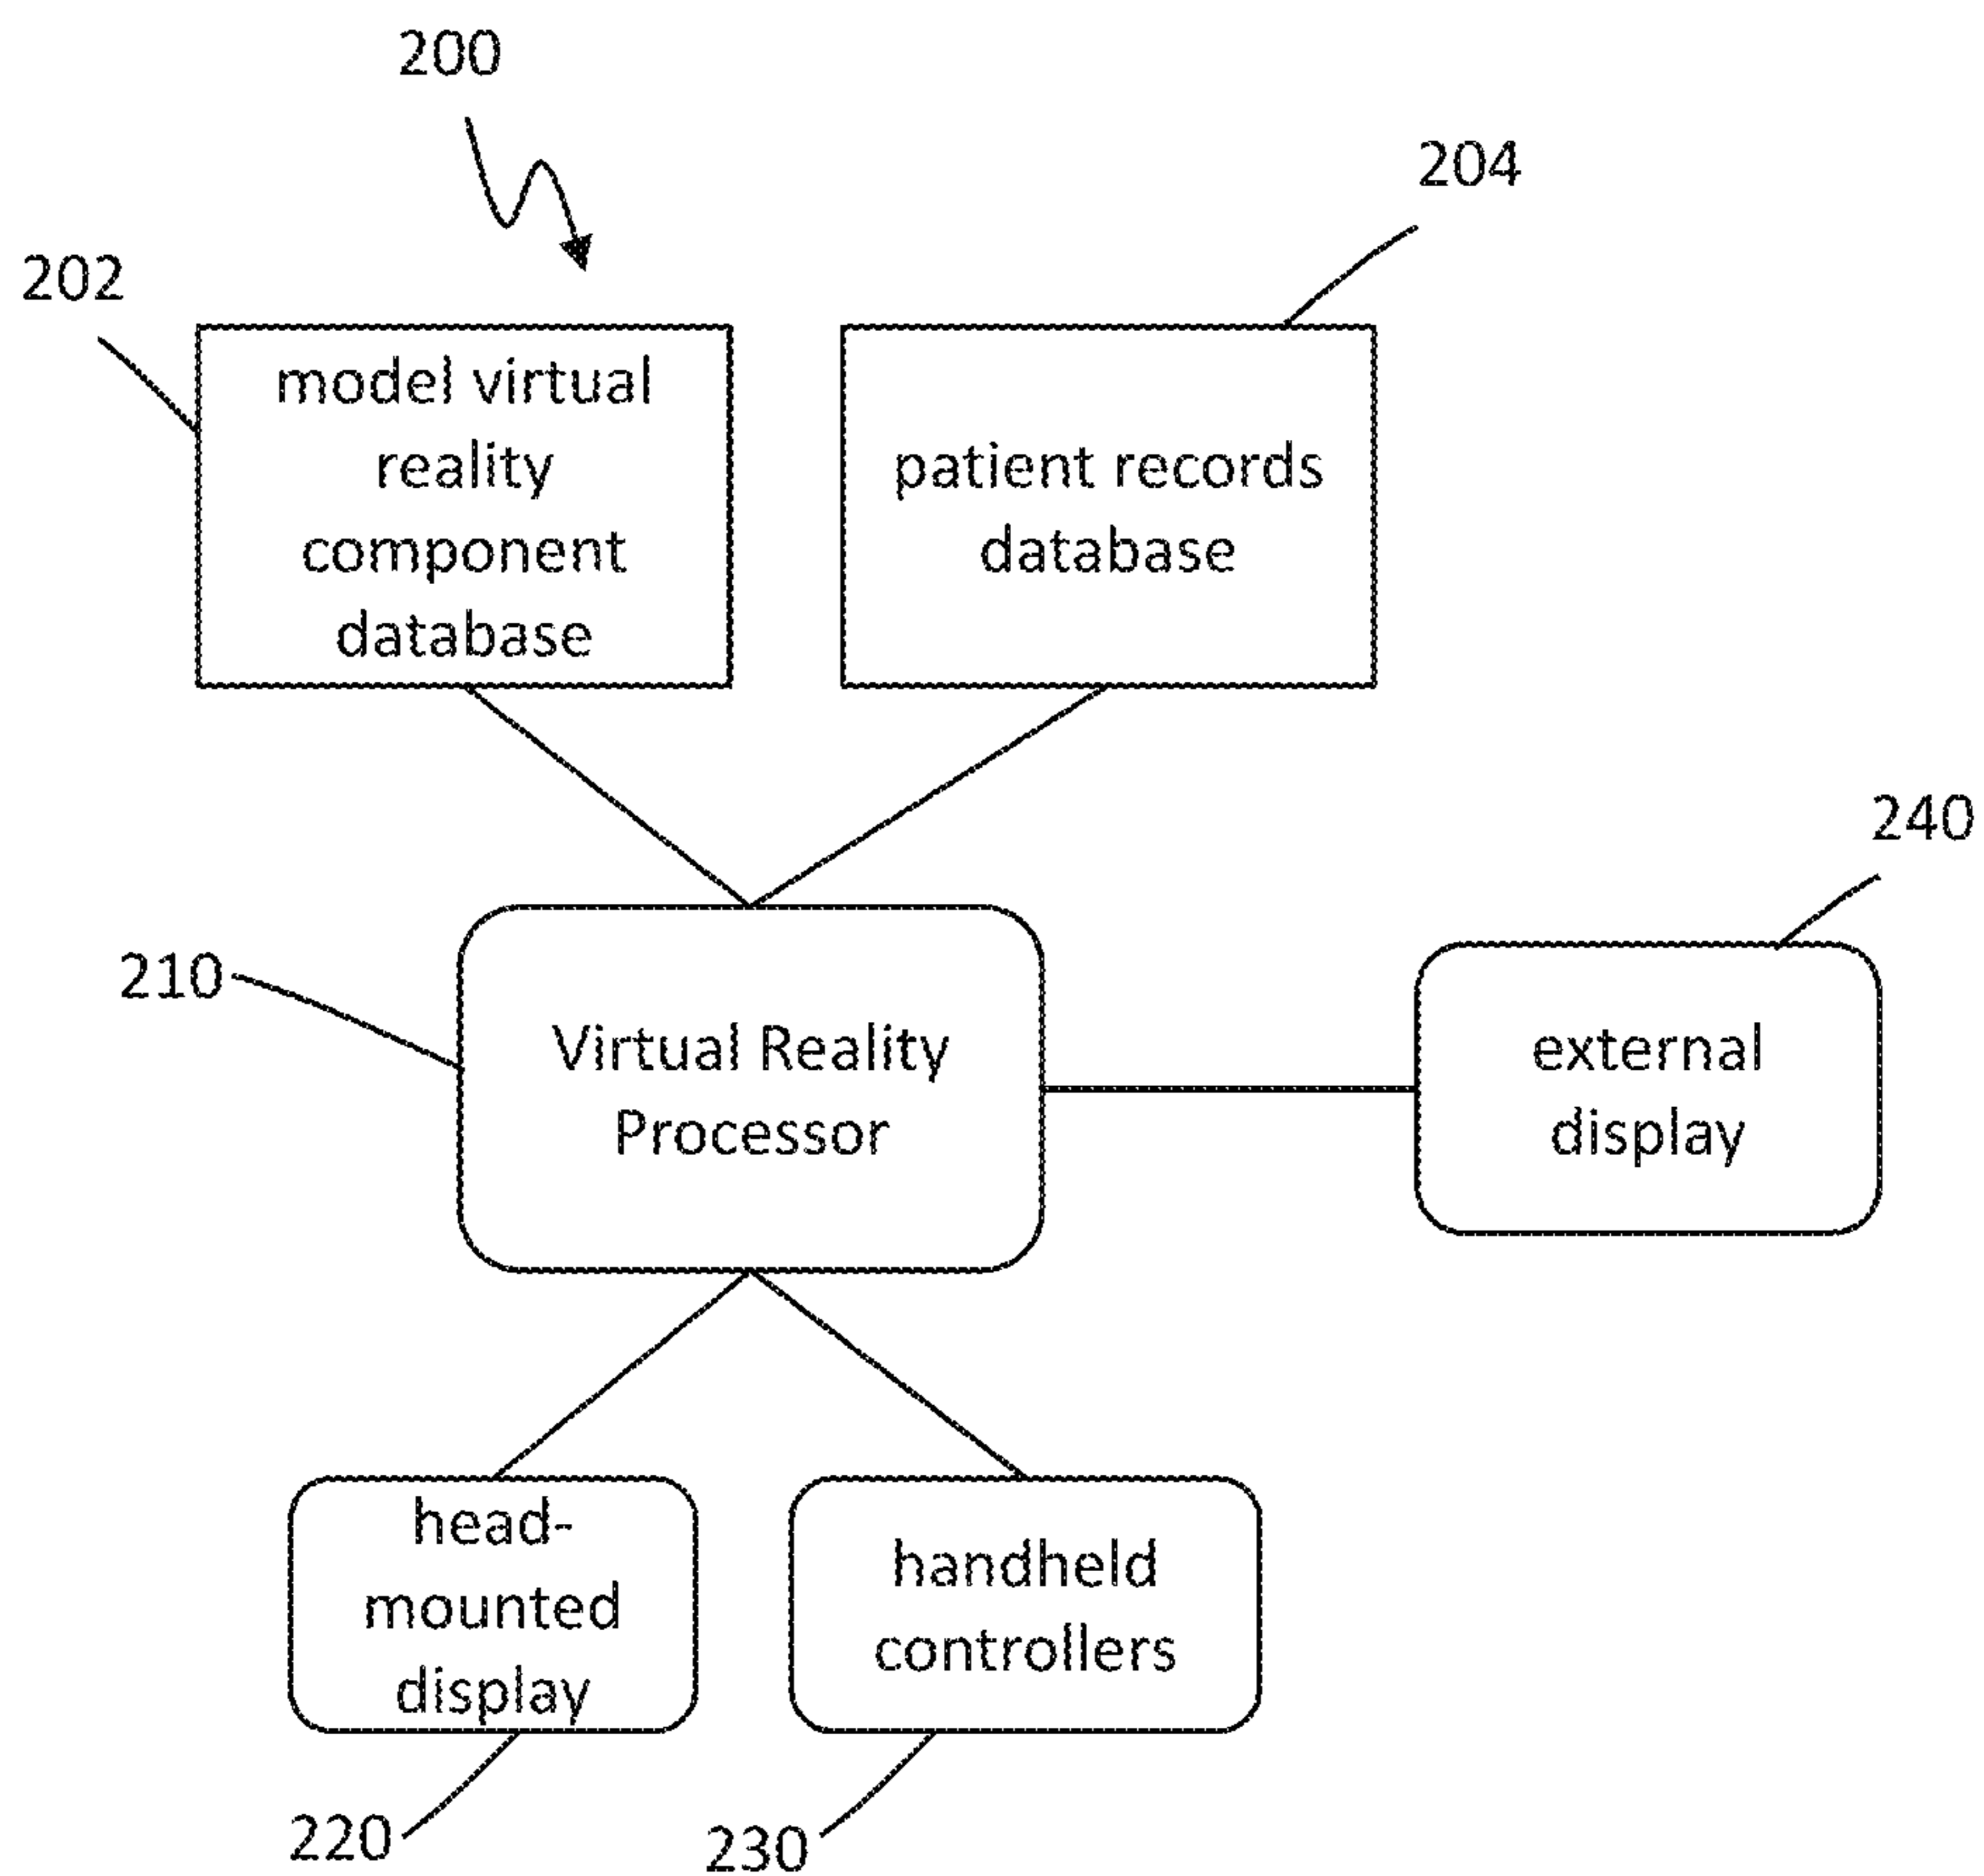 200
204
202
model virtual
reality
component
database
patient records
database
240
210
Virtual Reality
Processor
external
display
head-
mounted
display
handheld
controllers
220
230